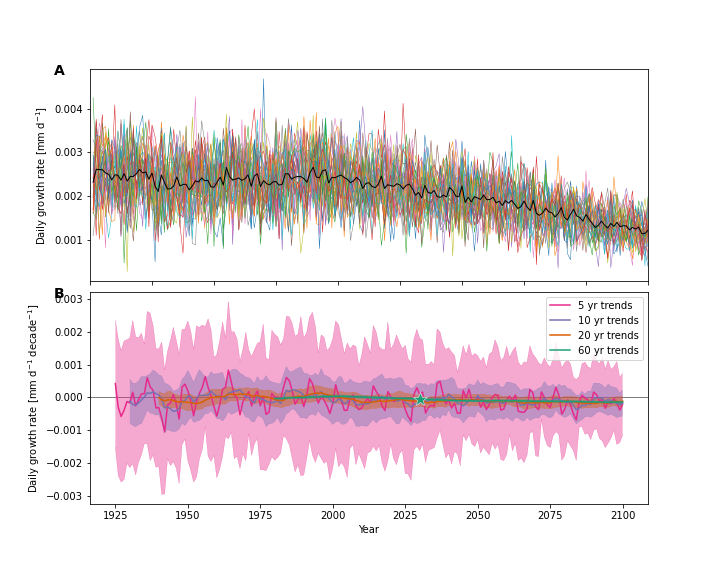 A
Daily growth rate [mm d⁻¹]
0.004
0.003
0.002
0.001
B
Daily growth rate [mm d⁻¹ decade⁻¹]
0.003
0.002
0.001
0.000
−0.001
−0.002
−0.003
5 yr trends
10 yr trends
20 yr trends
60 yr trends
1925 1950 1975 2000 2025 2050 2075 2100
Year